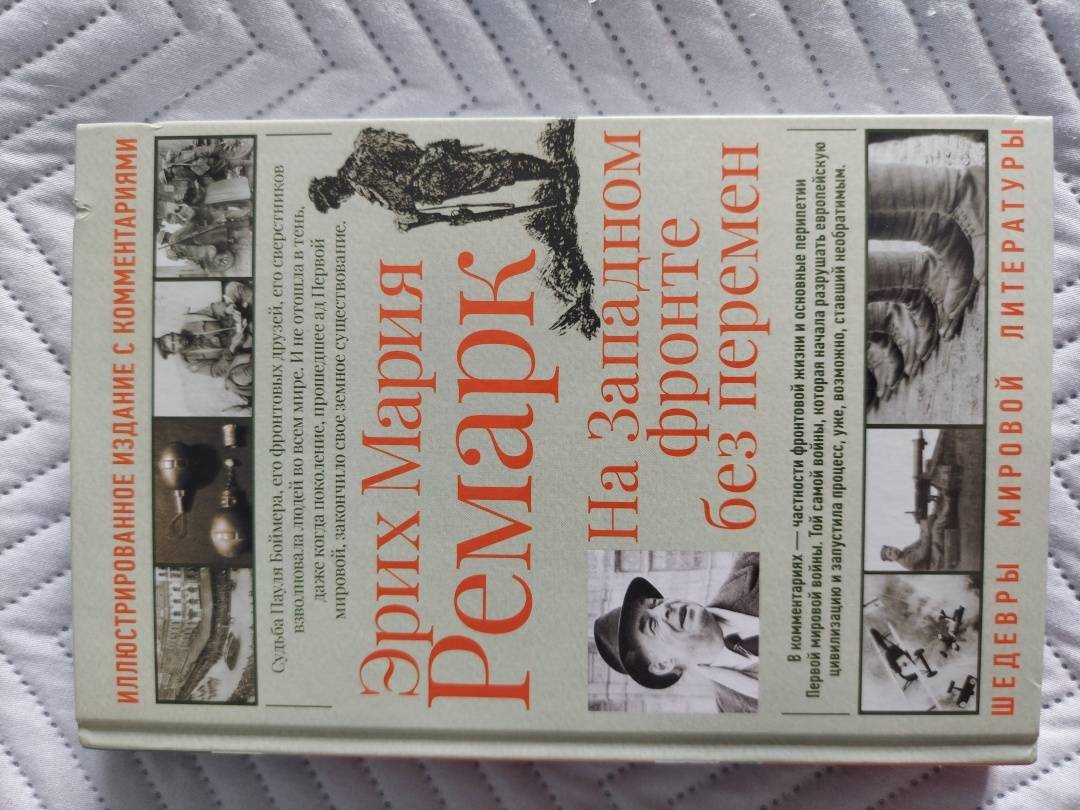 ИЛЛЮСТРИРОВАННОЕ ИЗДАНИЕ С КОММЕНТАРИЯМИ
Судьба Пауля Боймера, его фронтовых друзей, его сверстников
взволновала людей во всем мире. И не отошла в тень,
даже когда поколение, прошедшее ад Первой
мировой, закончило свое земное существование.
Эрих Мария
Ремарк
На Западном
фронте
без перемен
В комментариях — частности фронтовой жизни и основные перипетии
Первой мировой войны. Той самой войны, которая начала разрушать европейскую
цивилизацию и запустила процесс, уже, возможно, ставший необратимым.
ШЕДЕВРЫ МИРОВОЙ ЛИТЕРАТУРЫ